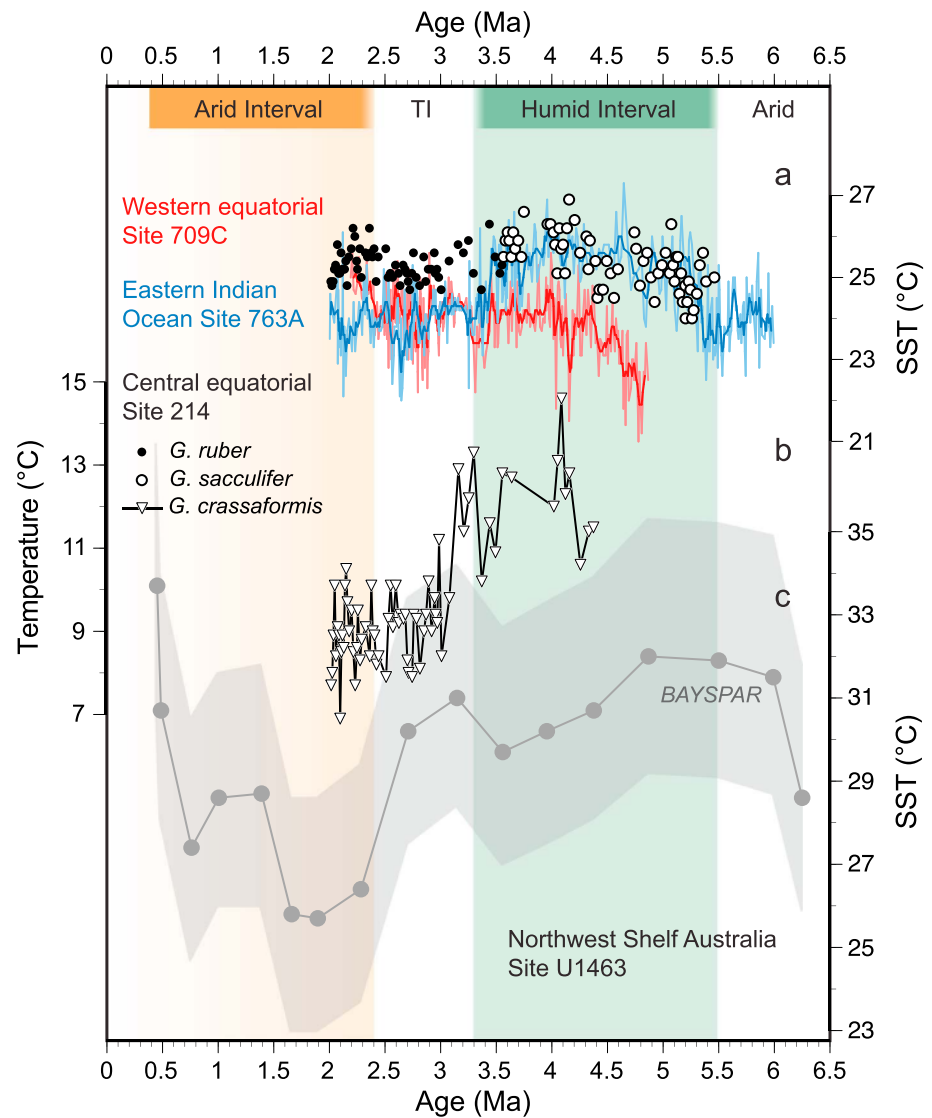 Age (Ma)
0 0.5 1 1.5 2 2.5 3 3.5 4 4.5 5 5.5 6 6.5
Arid Interval TI Humid Interval Arid
a
Western equatorial
Site 709C
Eastern Indian
Ocean Site 763A
27
25
23
21
SST (°C)
Central equatorial
Site 214
G. ruber
G. sacculifer
G. crassaformis
15
13
11
9
7
Temperature (°C)
b
c
BAYSPAR
35
33
31
29
27
25
23
SST (°C)
Northwest Shelf Australia
Site U1463
0 0.5 1 1.5 2 2.5 3 3.5 4 4.5 5 5.5 6 6.5
Age (Ma)